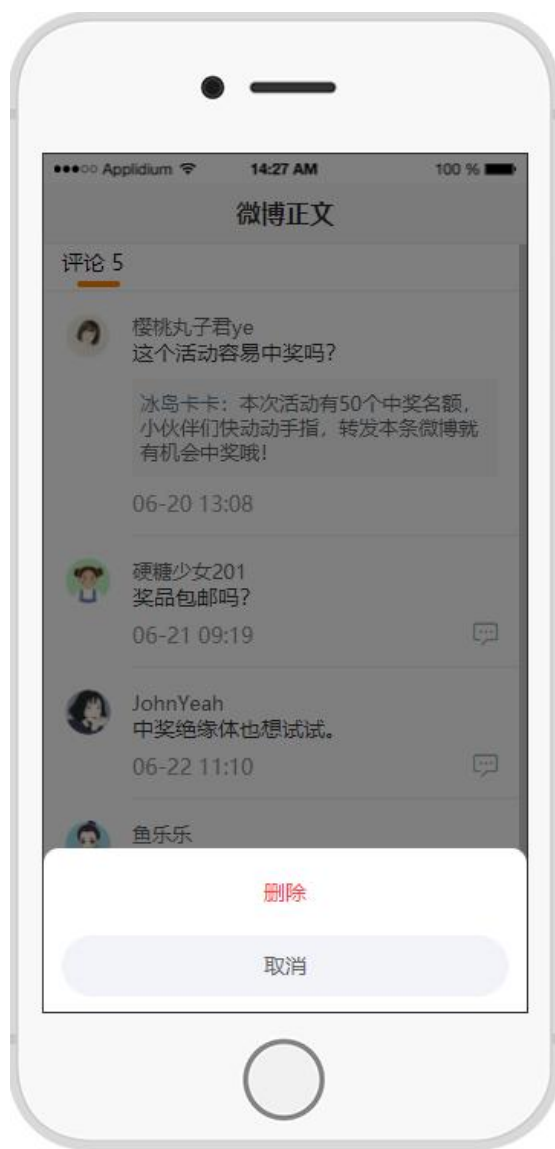 ●●●○○ Applidium 14:27 AM 100 %
微博正文
评论 5
樱桃丸子君ye
这个活动容易中奖吗？
冰岛卡卡：本次活动有50个中奖名额，
小伙伴们快动动手指，转发本条微博就
有机会中奖哦！
06-20 13:08
硬糖少女201
奖品包邮吗？
06-21 09:19
JohnYeah
中奖绝缘体也想试试。
06-22 11:10
鱼乐乐
删除
取消